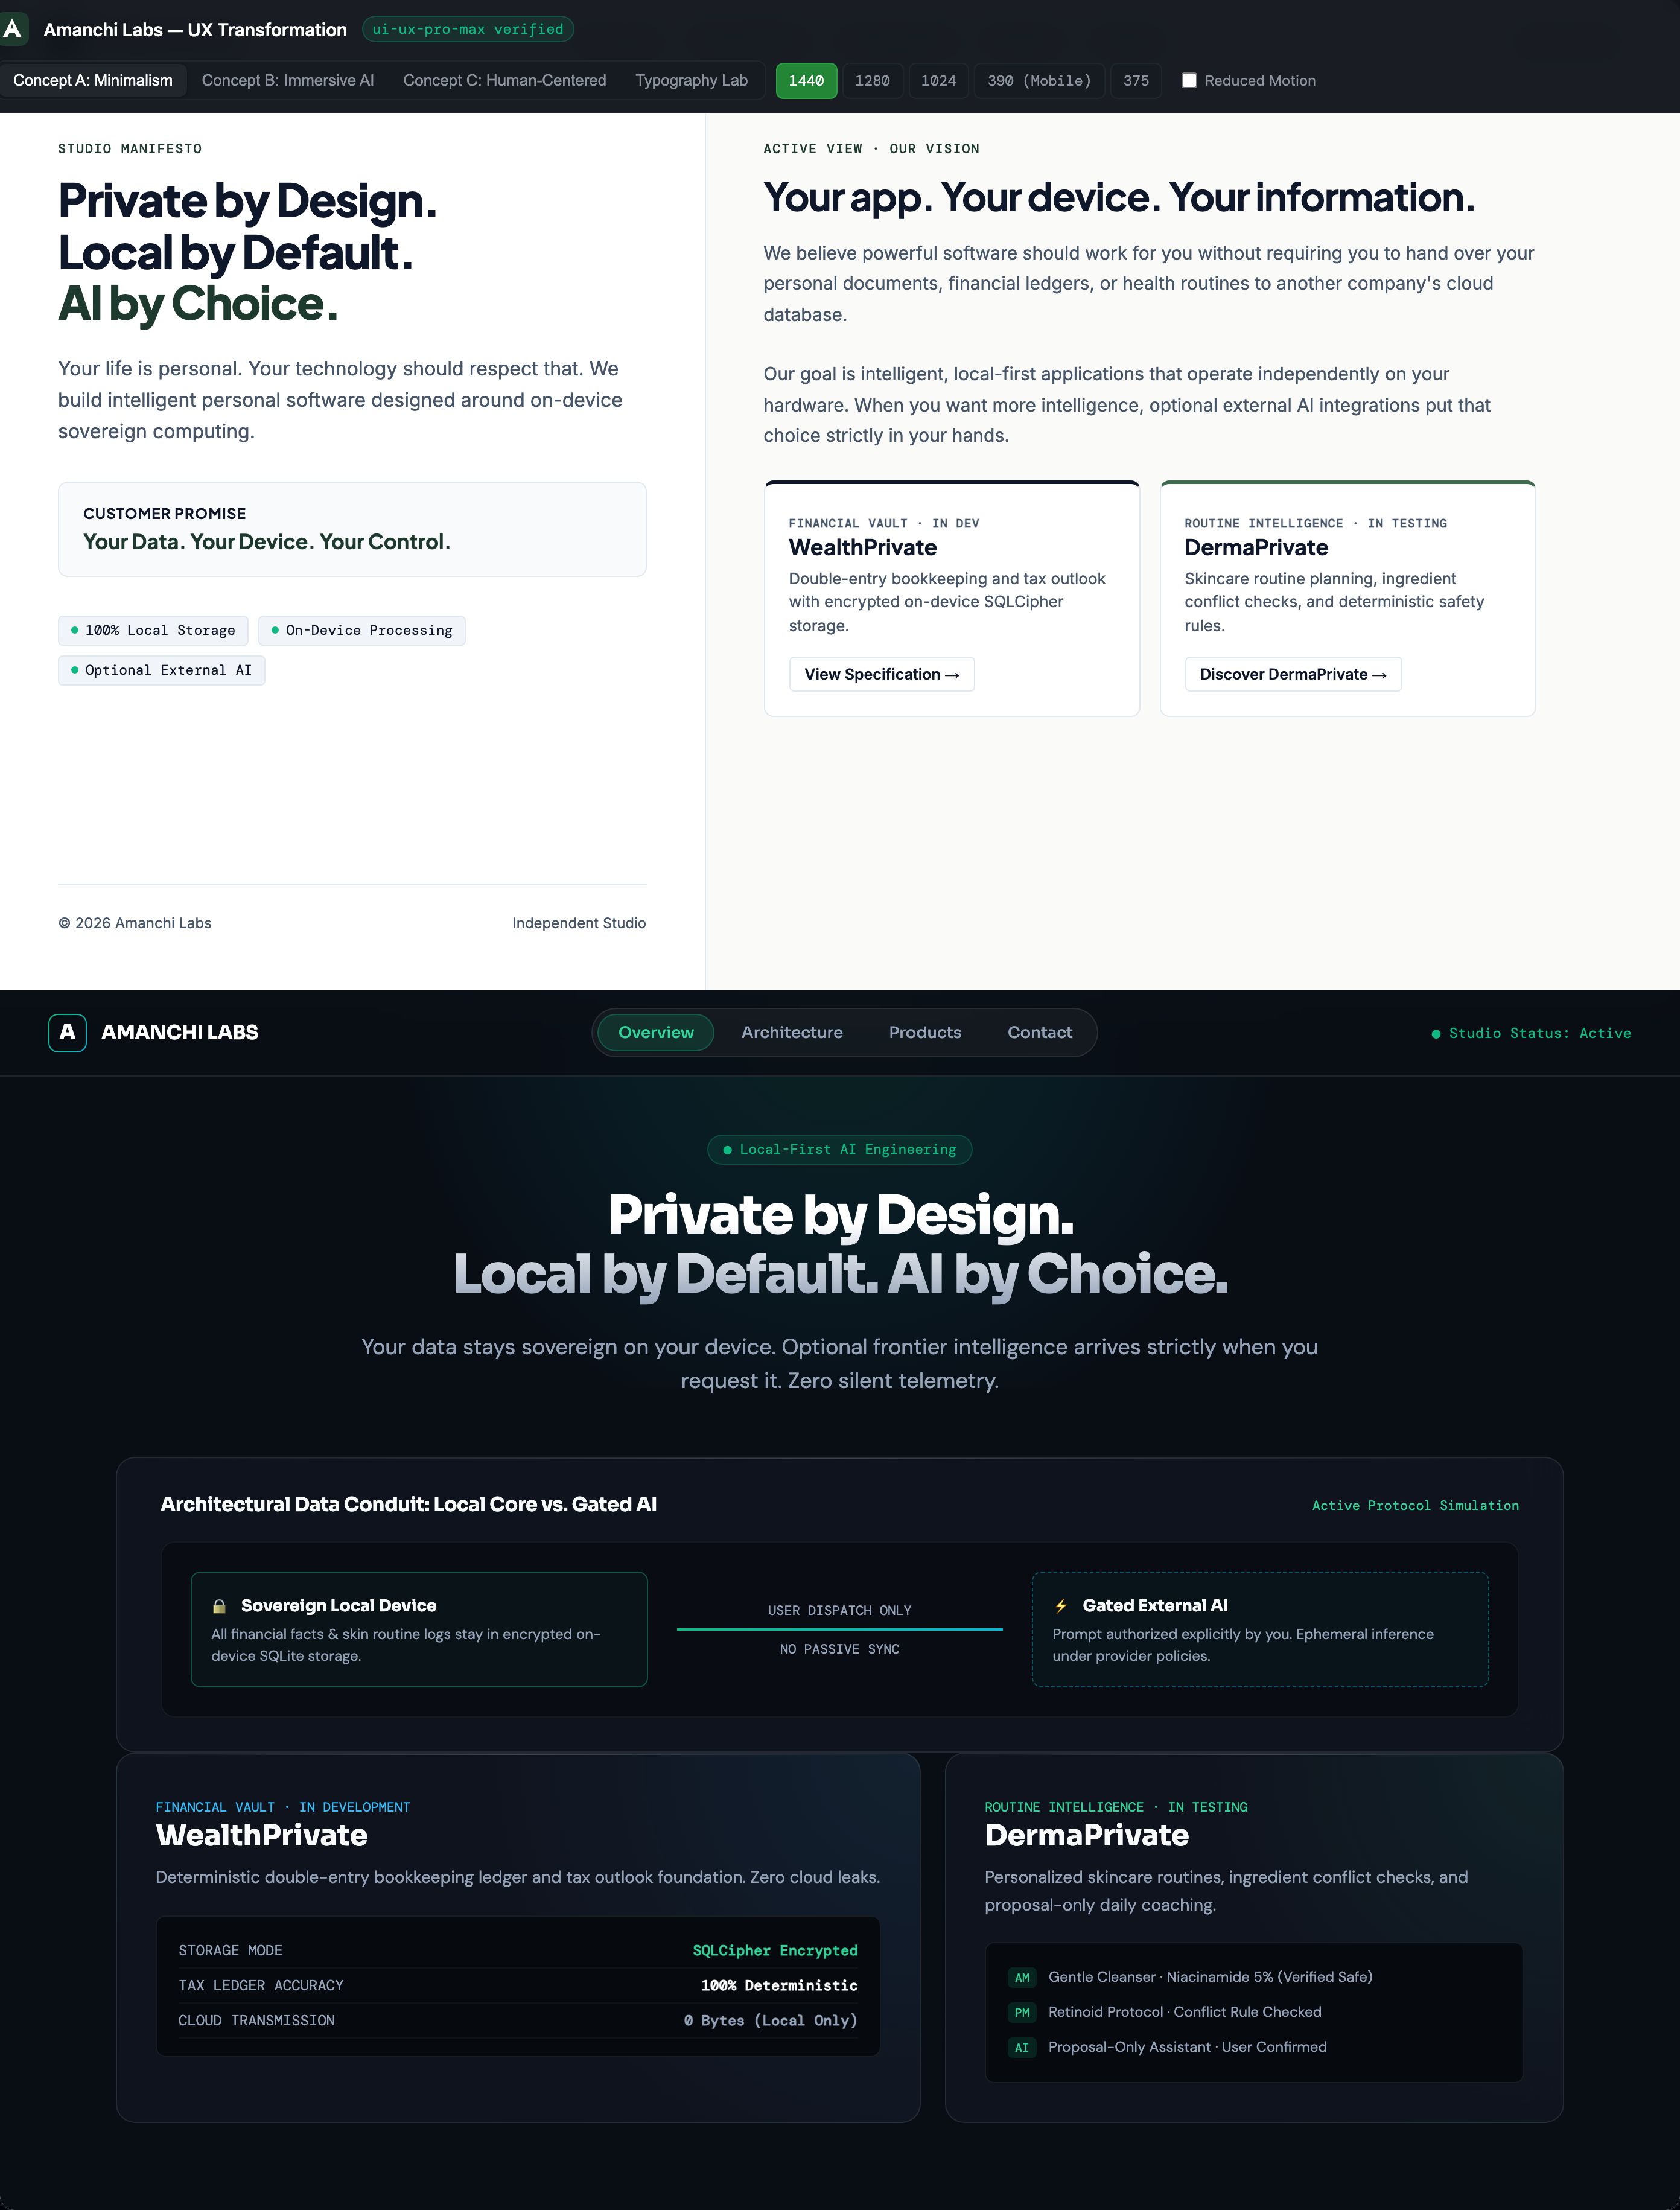 A Amanchi Labs — UX Transformation ui-ux-pro-max verified
Concept A: Minimalism Concept B: Immersive AI Concept C: Human-Centered Typography Lab 1440 1280 1024 390 (Mobile) 375 Reduced Motion
STUDIO MANIFESTO
Private by Design.
Local by Default.
AI by Choice.
Your life is personal. Your technology should respect that. We
build intelligent personal software designed around on-device
sovereign computing.
CUSTOMER PROMISE
Your Data. Your Device. Your Control.
100% Local Storage On-Device Processing
Optional External AI
© 2026 Amanchi Labs Independent Studio
ACTIVE VIEW · OUR VISION
Your app. Your device. Your information.
We believe powerful software should work for you without requiring you to hand over your
personal documents, financial ledgers, or health routines to another company's cloud
database.
Our goal is intelligent, local-first applications that operate independently on your
hardware. When you want more intelligence, optional external AI integrations put that
choice strictly in your hands.
FINANCIAL VAULT · IN DEV
WealthPrivate
Double-entry bookkeeping and tax outlook
with encrypted on-device SQLCipher
storage.
View Specification →
ROUTINE INTELLIGENCE · IN TESTING
DermaPrivate
Skincare routine planning, ingredient
conflict checks, and deterministic safety
rules.
Discover DermaPrivate →
A AMANCHI LABS Overview Architecture Products Contact Studio Status: Active
Local-First AI Engineering
Private by Design.
Local by Default. AI by Choice.
Your data stays sovereign on your device. Optional frontier intelligence arrives strictly when you
request it. Zero silent telemetry.
Architectural Data Conduit: Local Core vs. Gated AI Active Protocol Simulation
🔒 Sovereign Local Device
All financial facts & skin routine logs stay in encrypted on-
device SQLite storage.
USER DISPATCH ONLY
NO PASSIVE SYNC
⚡ Gated External AI
Prompt authorized explicitly by you. Ephemeral inference
under provider policies.
FINANCIAL VAULT · IN DEVELOPMENT
WealthPrivate
Deterministic double-entry bookkeeping ledger and tax outlook foundation. Zero cloud leaks.
STORAGE MODE SQLCipher Encrypted
TAX LEDGER ACCURACY 100% Deterministic
CLOUD TRANSMISSION 0 Bytes (Local Only)
ROUTINE INTELLIGENCE · IN TESTING
DermaPrivate
Personalized skincare routines, ingredient conflict checks, and
proposal-only daily coaching.
AM Gentle Cleanser · Niacinamide 5% (Verified Safe)
PM Retinoid Protocol · Conflict Rule Checked
AI Proposal-Only Assistant · User Confirmed